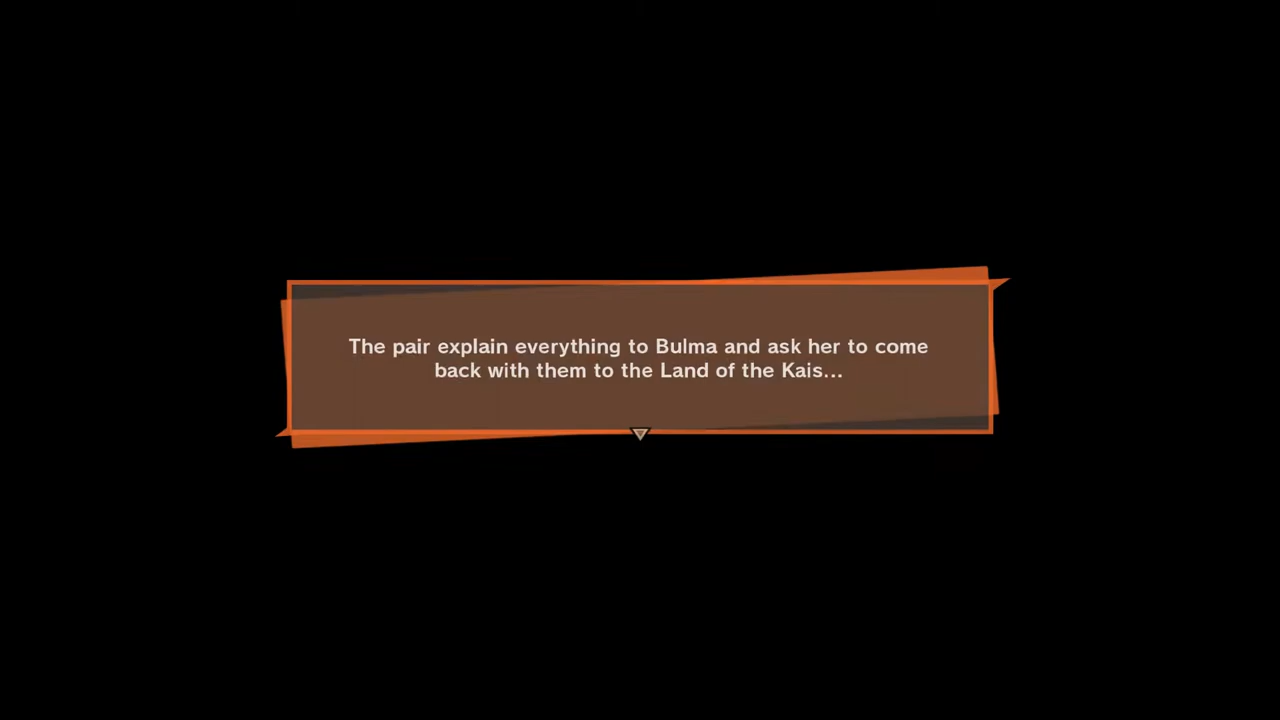 The pair explain everything to Bulma and ask her to come
back with them to the Land of the Kais...